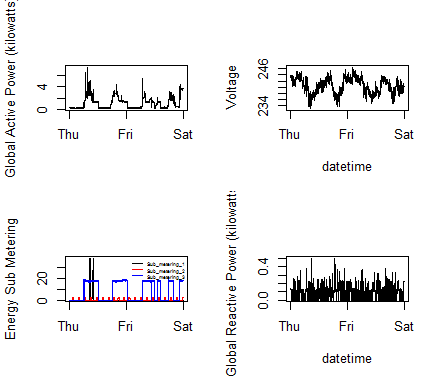 Global Active Power (kilowatts)
4
0
Thu
Fri
Sat
Voltage
246
234
Thu
Fri
Sat
datetime
Energy Sub Metering
20
0
Sub_metering_1
Sub_metering_2
Sub_metering_3
Thu
Fri
Sat
Global Reactive Power (kilowatts
0.4
0.0
Thu
Fri
Sat
datetime